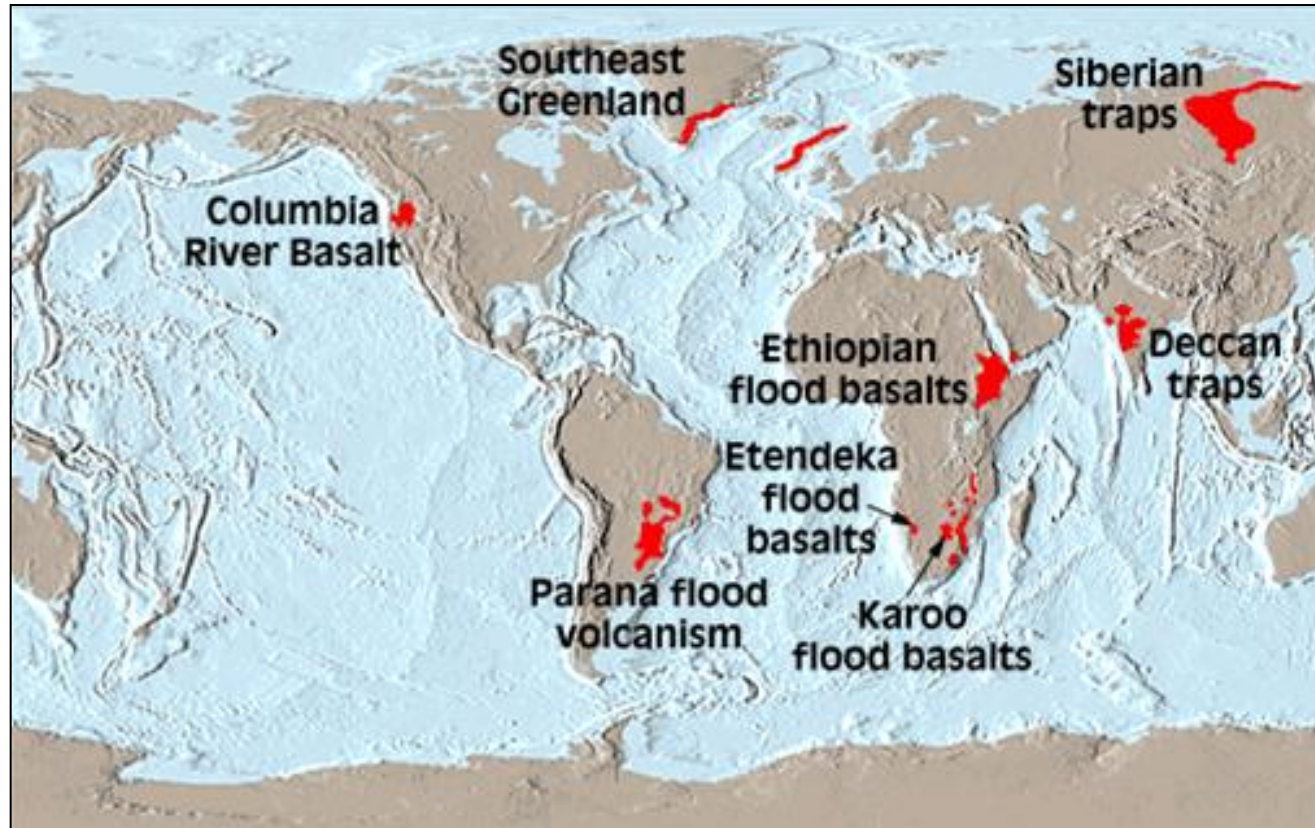 Southeast
Greenland
Siberian
traps
Columbia
River Basalt
Ethiopian
flood basalts
Deccan
traps
Etendeka
flood
basalts
Paraná flood
volcanism
Karoo
flood basalts